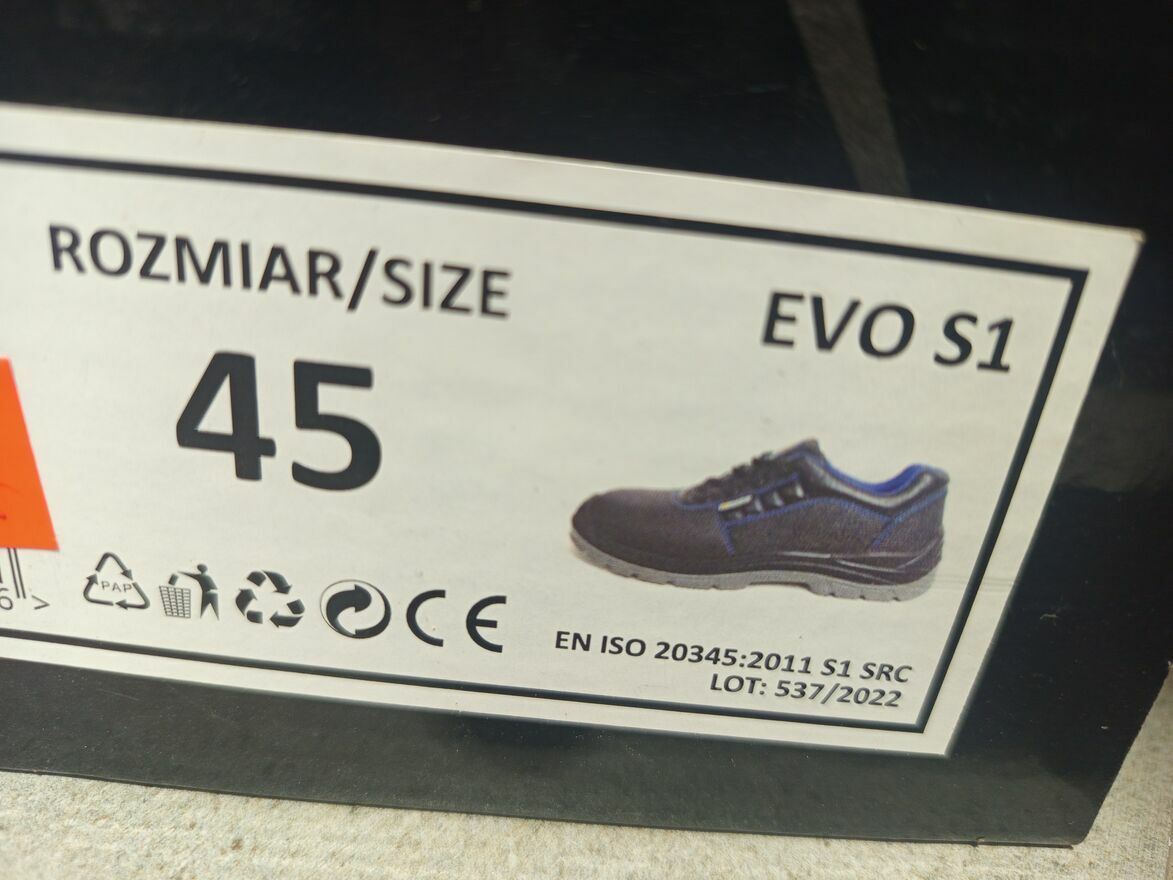 ROZMIAR/SIZE
EVO S1
45
PAP
CE
EN ISO 20345:2011 S1 SRC
LOT: 537/2022